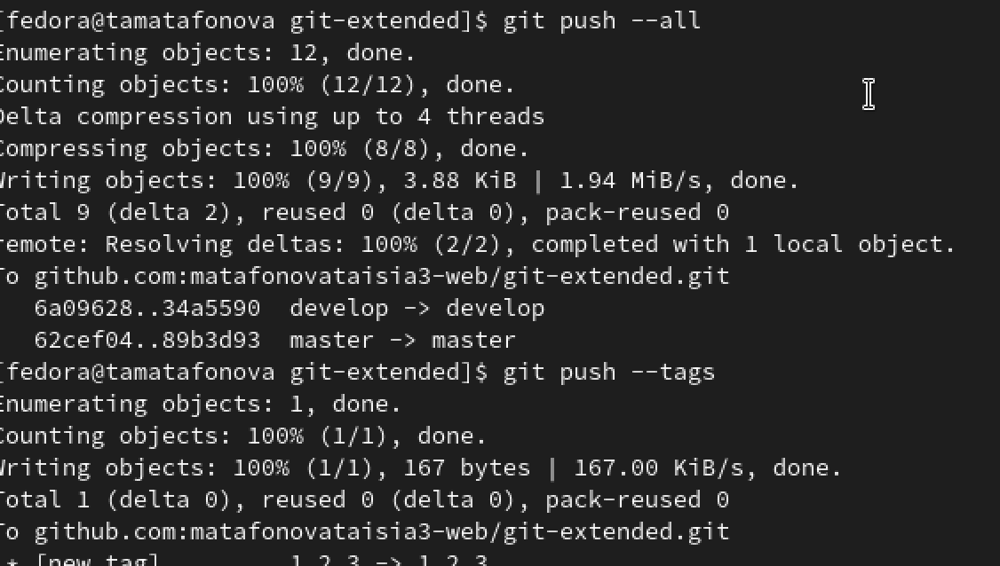 [fedora@tamatafonova git-extended]$ git push --all
Enumerating objects: 12, done.
Counting objects: 100% (12/12), done.
Delta compression using up to 4 threads
Compressing objects: 100% (8/8), done.
Writing objects: 100% (9/9), 3.88 KiB | 1.94 MiB/s, done.
Total 9 (delta 2), reused 0 (delta 0), pack-reused 0
remote: Resolving deltas: 100% (2/2), completed with 1 local object.
To github.com:matafonovataisia3-web/git-extended.git
   6a09628..34a5590  develop -> develop
   62cef04..89b3d93  master -> master
[fedora@tamatafonova git-extended]$ git push --tags
Enumerating objects: 1, done.
Counting objects: 100% (1/1), done.
Writing objects: 100% (1/1), 167 bytes | 167.00 KiB/s, done.
Total 1 (delta 0), reused 0 (delta 0), pack-reused 0
To github.com:matafonovataisia3-web/git-extended.git
 * [new tag]         1.2.3 -> 1.2.3